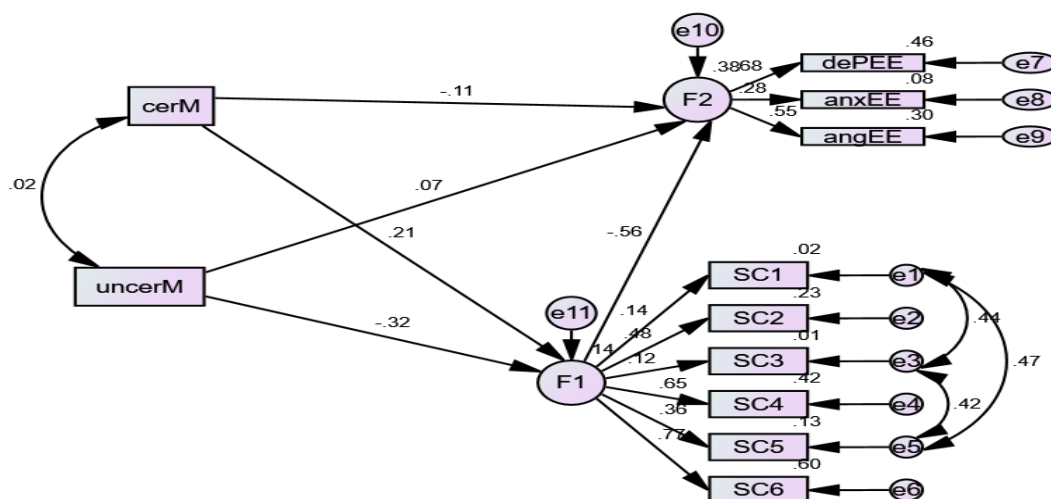 e10
.46
.38
.68
dePEE
e7
.08
cerM
-.11
F2
.28
anxEE
e8
.30
.55
angEE
e9
.02
.07
.21
-.56
.02
uncerM
SC1
e1
.23
-.32
e11
.14
.48
SC2
e2
.44
.01
.14
.12
SC3
e3
.47
F1
.42
.65
SC4
e4
.42
.36
.13
.77
SC5
e5
.60
SC6
e6